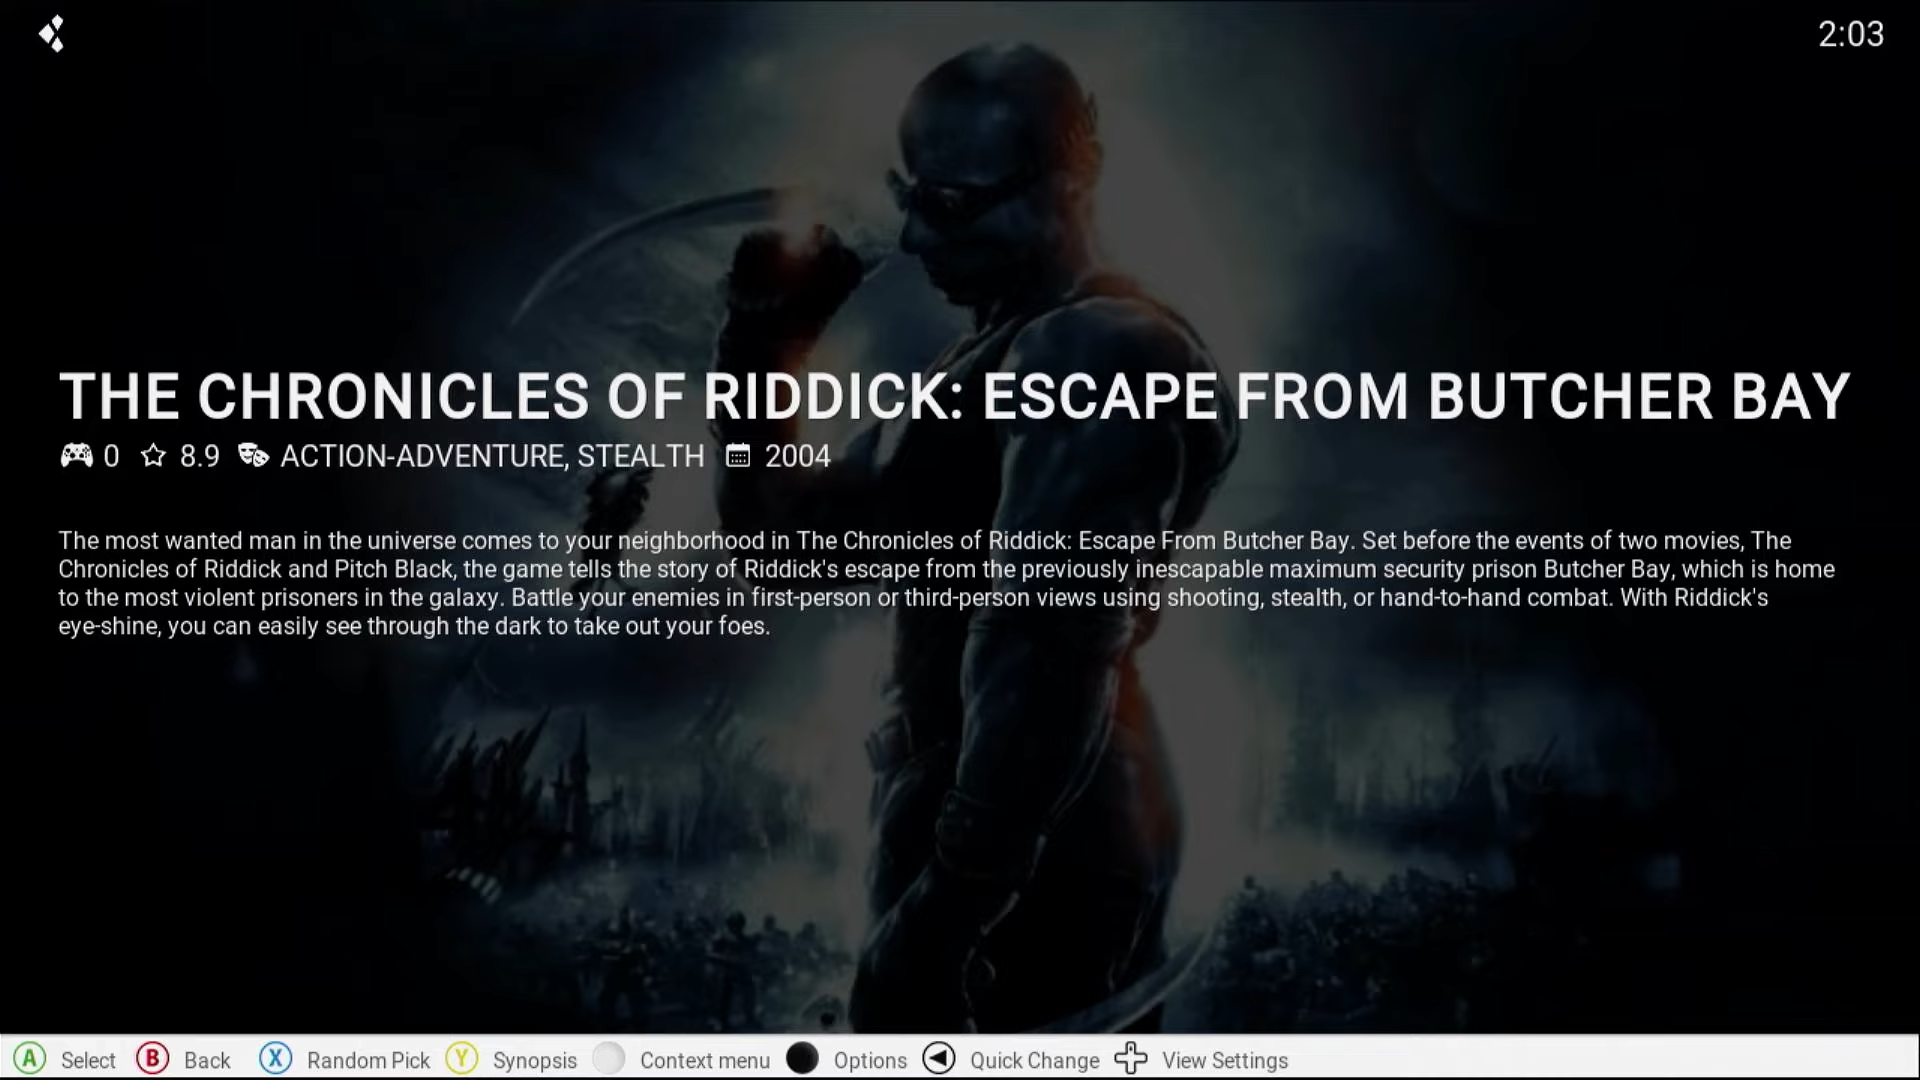 2:03
THE CHRONICLES OF RIDDICK: ESCAPE FROM BUTCHER BAY
0 8.9 ACTION-ADVENTURE, STEALTH 2004
The most wanted man in the universe comes to your neighborhood in The Chronicles of Riddick: Escape From Butcher Bay. Set before the events of two movies, The
Chronicles of Riddick and Pitch Black, the game tells the story of Riddick's escape from the previously inescapable maximum security prison Butcher Bay, which is home
to the most violent prisoners in the galaxy. Battle your enemies in first-person or third-person views using shooting, stealth, or hand-to-hand combat. With Riddick's
eye-shine, you can easily see through the dark to take out your foes.
A Select B Back X Random Pick Y Synopsis Context menu Options Quick Change View Settings